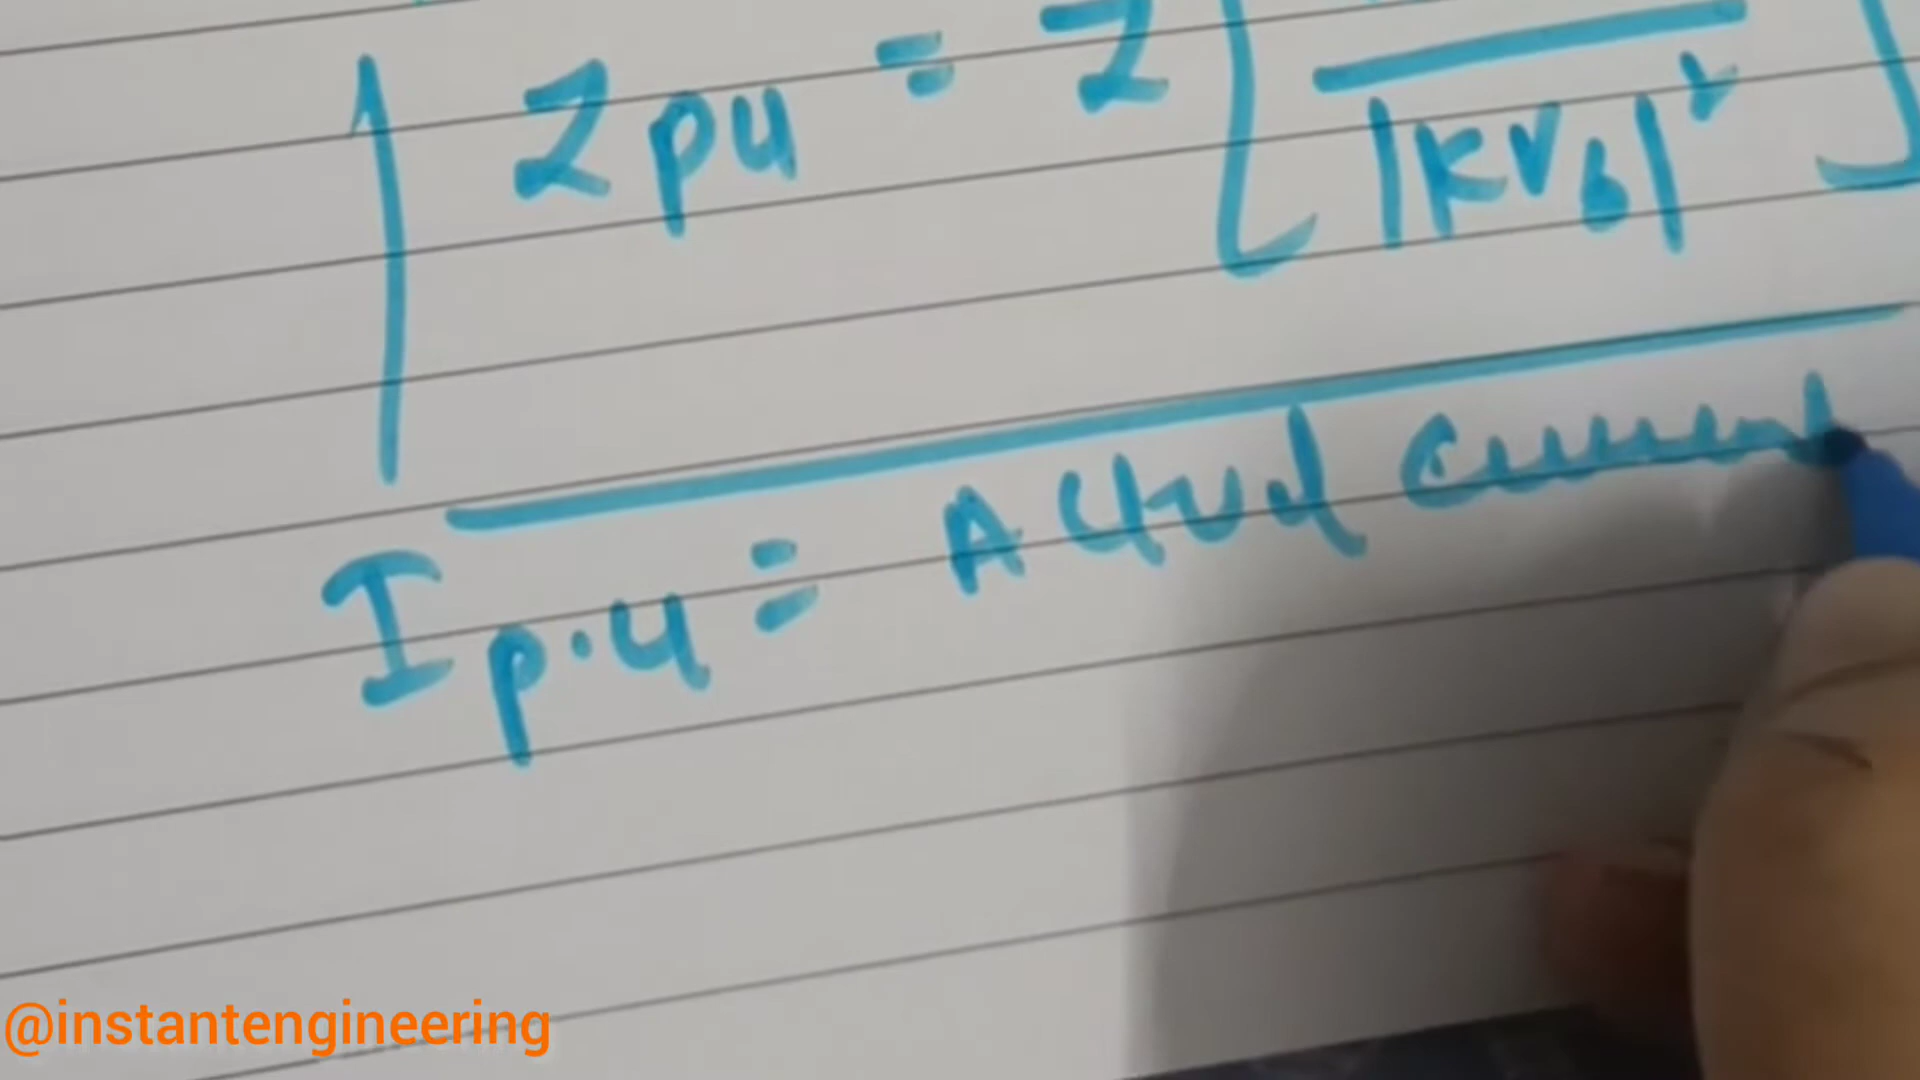 Zpu = Z [ / |KVb|² ]
Ip.u = Actual current
@instantengineering